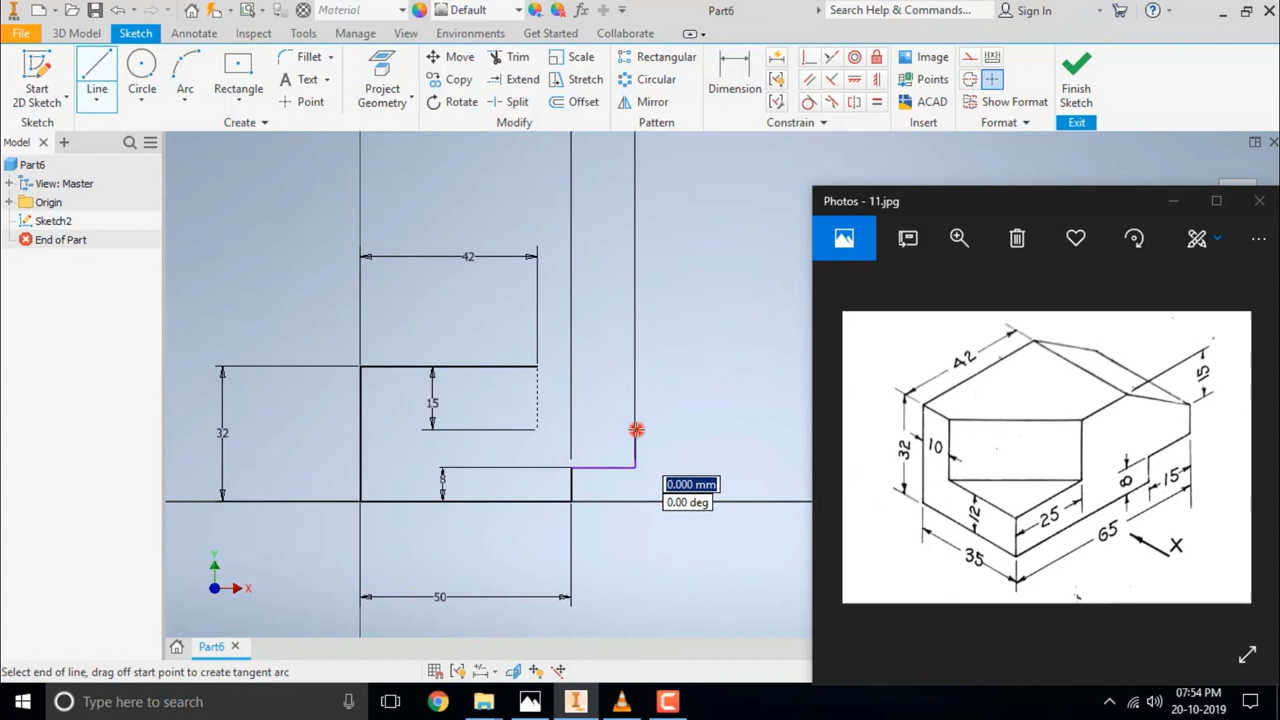 Material
Default
Part6
Search Help & Commands...
Sign In
File
3D Model
Sketch
Annotate
Inspect
Tools
Manage
View
Environments
Get Started
Collaborate
Start
2D Sketch
Line
Circle
Arc
Rectangle
Fillet
Text
Point
Project
Geometry
Move
Trim
Scale
Copy
Extend
Stretch
Rotate
Split
Offset
Rectangular
Circular
Mirror
Dimension
Image
Points
ACAD
Show Format
Finish
Sketch
Sketch
Create
Modify
Pattern
Constrain
Insert
Format
Exit
Model
Part6
View: Master
Origin
Sketch2
End of Part
42
15
32
8
50
0.000 mm
0.00 deg
Y
X
Photos - 11.jpg
42
15
32
10
8
15
12
25
65
X
35
Part6
Select end of line, drag off start point to create tangent arc
Type here to search
07:54 PM
20-10-2019